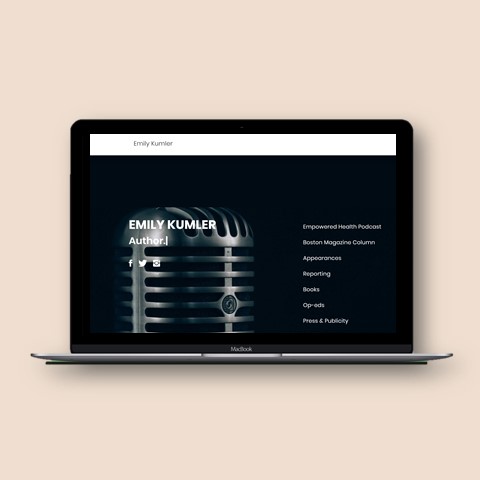 Emily Kumler
EMILY KUMLER
Author.|
Empowered Health Podcast
Boston Magazine Column
Appearances
Reporting
Books
Op-eds
Press & Publicity
MacBook